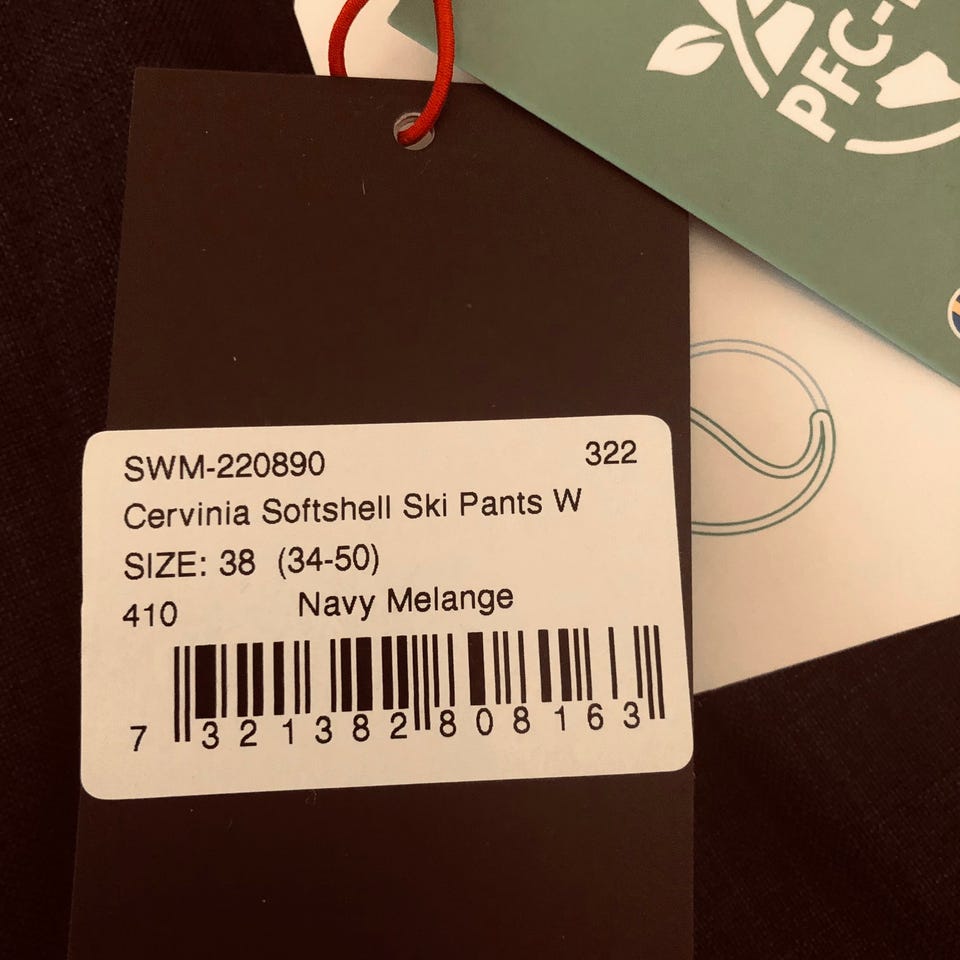 PFC-
SWM-220890 322
Cervinia Softshell Ski Pants W
SIZE: 38 (34-50)
410 Navy Melange
7 321382 808163